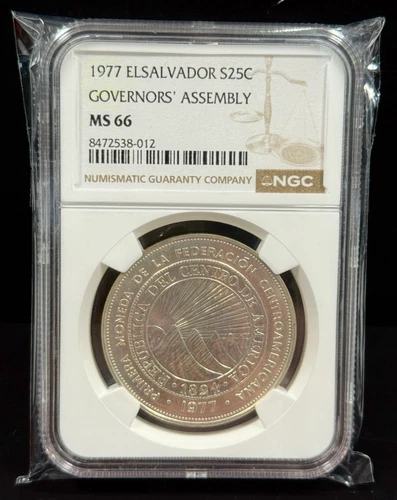 1977 ELSALVADOR S25C
GOVERNORS' ASSEMBLY
MS 66
8472538-012
NUMISMATIC GUARANTY COMPANY
NGC
PRIMERA MONEDA DE LA FEDERACIÓN CENTROAMERICANA
REPUBLICA DEL CENTRO DE AMERICA
·1824·
·1977·